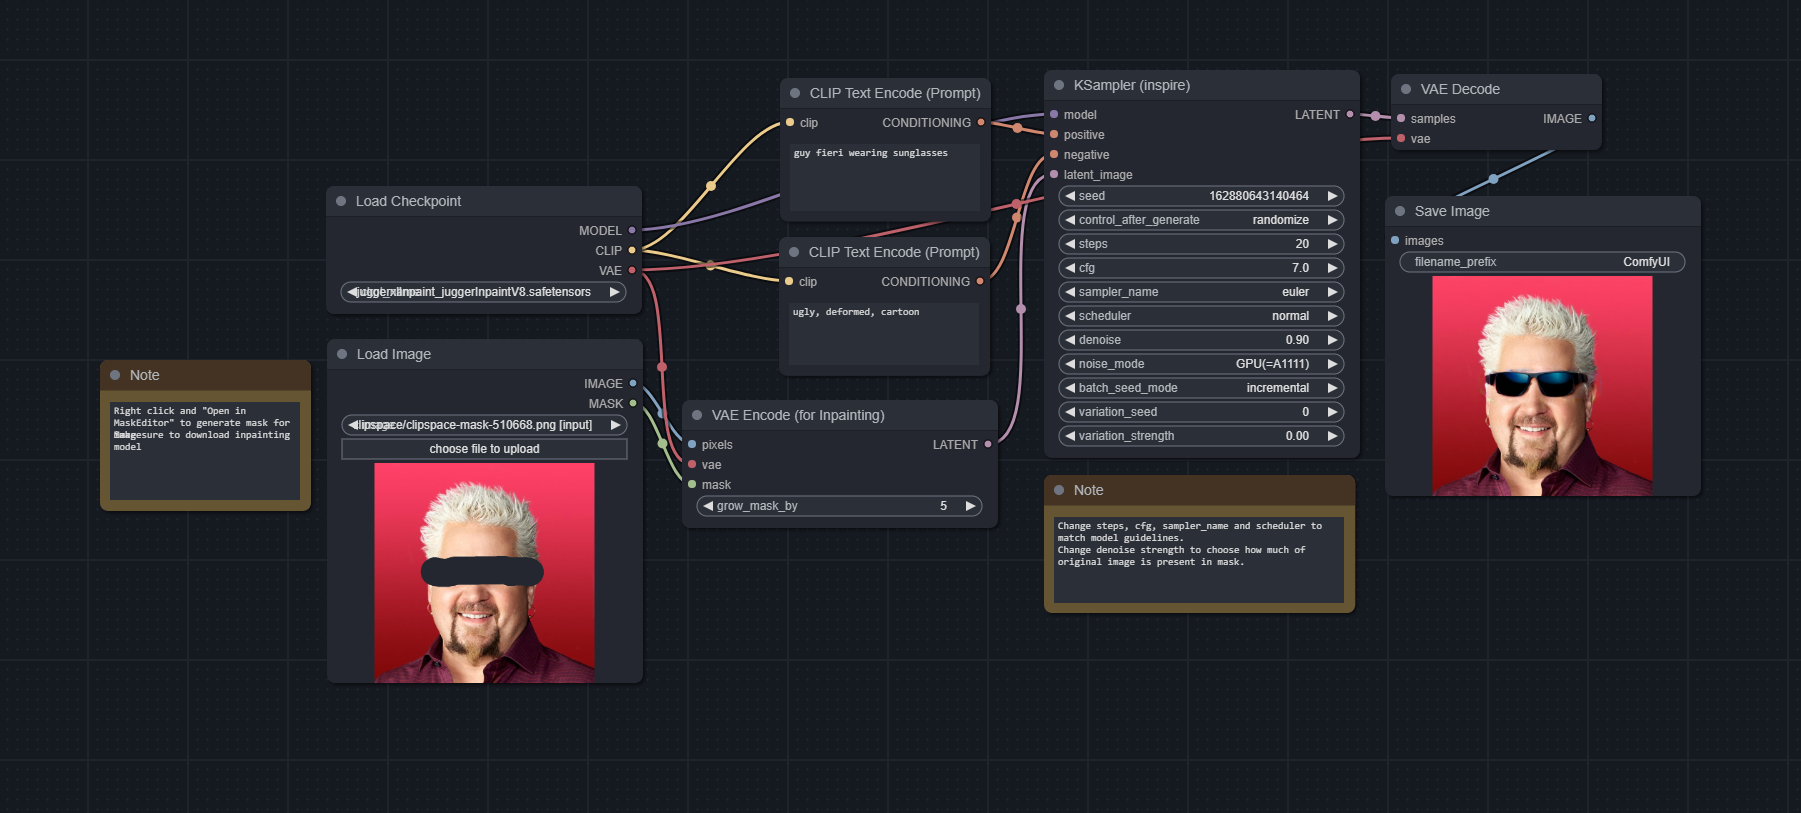 Load Checkpoint
MODEL
CLIP
VAE
juggerInpaint_juggerInpaintV8.safetensors
Note
Right click and "Open in
MaskEditor" to generate mask for
sure to download inpainting
model
Load Image
IMAGE
MASK
clipspace/clipspace-mask-510668.png [input]
choose file to upload
CLIP Text Encode (Prompt)
clip CONDITIONING
guy fieri wearing sunglasses
CLIP Text Encode (Prompt)
clip CONDITIONING
ugly, deformed, cartoon
VAE Encode (for Inpainting)
pixels LATENT
vae
mask
grow_mask_by 5
KSampler (inspire)
model LATENT
positive
negative
latent_image
seed 162880643140464
control_after_generate randomize
steps 20
cfg 7.0
sampler_name euler
scheduler normal
denoise 0.90
noise_mode GPU(=A1111)
batch_seed_mode incremental
variation_seed 0
variation_strength 0.00
Note
Change steps, cfg, sampler_name and scheduler to
match model guidelines.
Change denoise strength to choose how much of
original image is present in mask.
VAE Decode
samples IMAGE
vae
Save Image
images
filename_prefix ComfyUI